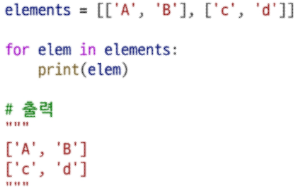 elements = [['A', 'B'], ['c', 'd']]
for elem in elements:
    print(elem)
# 출력
"""
['A', 'B']
['c', 'd']
"""